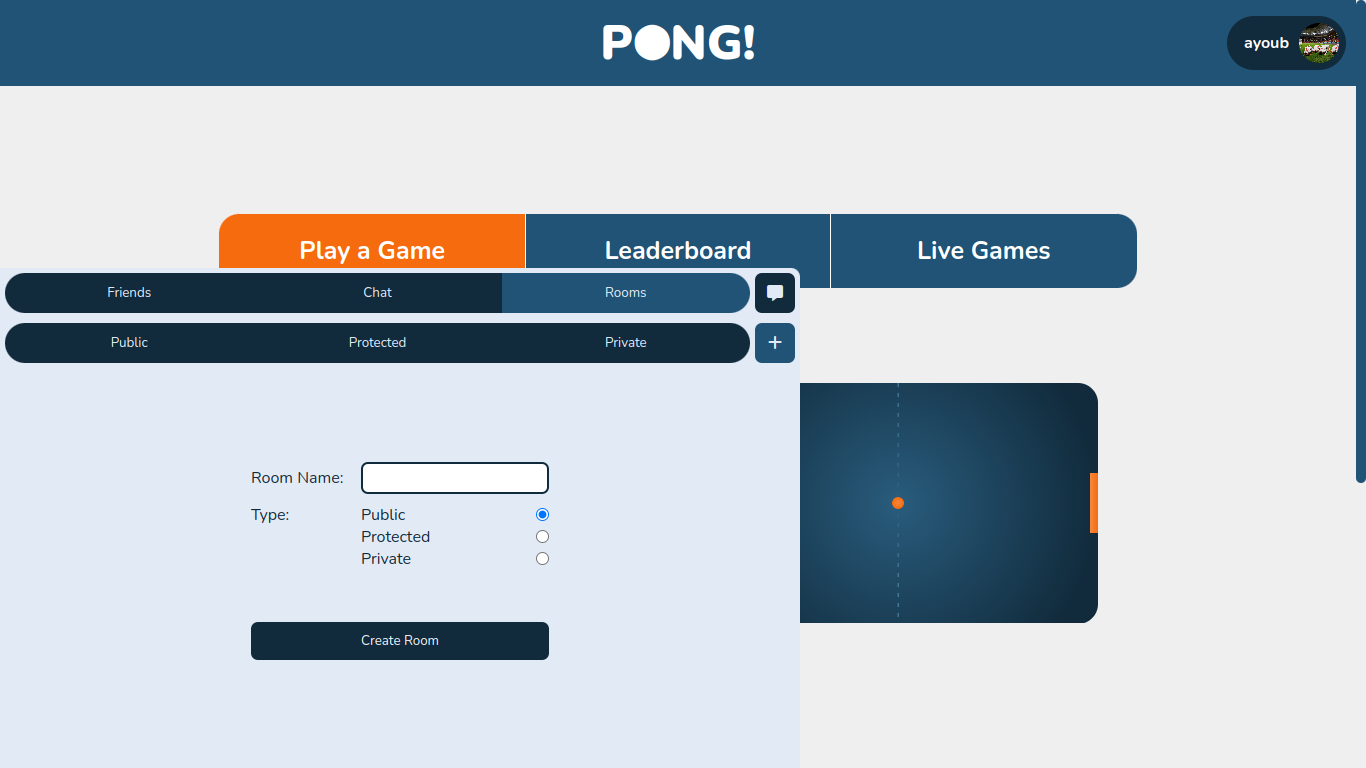 PONG!
ayoub
Play a Game
Leaderboard
Live Games
Friends
Chat
Rooms
Public
Protected
Private
+
Room Name:
Type:
Public
Protected
Private
Create Room